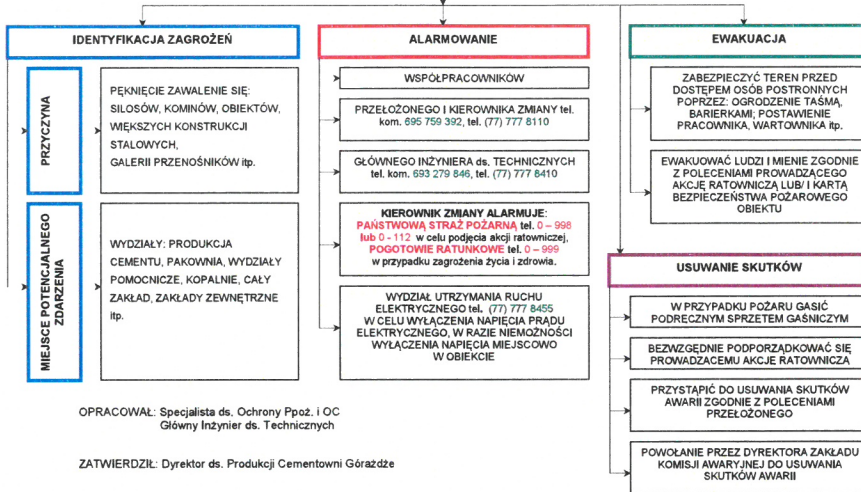 IDENTYFIKACJA ZAGROŻEŃ
PRZYCZYNA
PĘKNIĘCIE ZAWALENIE SIĘ:
SILOSÓW, KOMINÓW, OBIEKTÓW,
WIĘKSZYCH KONSTRUKCJI
STALOWYCH,
GALERII PRZENOŚNIKÓW itp.
MIEJSCE POTENCJALNEGO
ZDARZENIA
WYDZIAŁY: PRODUKCJA
CEMENTU, PAKOWNIA, WYDZIAŁY
POMOCNICZE, KOPALNIE, CAŁY
ZAKŁAD, ZAKŁADY ZEWNĘTRZNE
itp.
ALARMOWANIE
WSPÓŁPRACOWNIKÓW
PRZEŁOŻONEGO I KIEROWNIKA ZMIANY tel.
kom. 695 759 392, tel. (77) 777 8110
GŁÓWNEGO INŻYNIERA ds. TECHNICZNYCH
tel. kom. 693 279 846, tel. (77) 777 8410
KIEROWNIK ZMIANY ALARMUJE:
PAŃSTWOWĄ STRAŻ POŻARNĄ tel. 0 – 998
lub 0 - 112 w celu podjęcia akcji ratowniczej,
POGOTOWIE RATUNKOWE tel. 0 – 999
w przypadku zagrożenia życia i zdrowia.
WYDZIAŁ UTRZYMANIA RUCHU
ELEKTRYCZNEGO tel. (77) 777 8455
W CELU WYŁĄCZENIA NAPIĘCIA PRĄDU
ELEKTRYCZNEGO, W RAZIE NIEMOŻNOŚCI
WYŁĄCZENIA NAPIĘCIA MIEJSCOWO
W OBIEKCIE
EWAKUACJA
ZABEZPIECZYĆ TEREN PRZED
DOSTĘPEM OSÓB POSTRONNYCH
POPRZEZ: OGRODZENIE TAŚMĄ,
BARIERKAMI; POSTAWIENIE
PRACOWNIKA, WARTOWNIKA itp.
EWAKUOWAĆ LUDZI I MIENIE ZGODNIE
Z POLECENIAMI PROWADZĄCEGO
AKCJĘ RATOWNICZĄ LUB/ I KARTĄ
BEZPIECZEŃSTWA POŻAROWEGO
OBIEKTU
USUWANIE SKUTKÓW
W PRZYPADKU POŻARU GASIĆ
PODRĘCZNYM SPRZĘTEM GAŚNICZYM
BEZWZGĘDNIE PODPORZĄDKOWAĆ SIĘ
PROWADZACEMU AKCJE RATOWNICZA
PRZYSTĄPIĆ DO USUWANIA SKUTKÓW
AWARII ZGODNIE Z POLECENIAMI
PRZEŁOŻONEGO
POWOŁANIE PRZEZ DYREKTORA ZAKŁADU
KOMISJI AWARYJNEJ DO USUWANIA
SKUTKÓW AWARII
OPRACOWAŁ: Specjalista ds. Ochrony Ppoż. i OC
Główny Inżynier ds. Technicznych
ZATWIERDZIŁ: Dyrektor ds. Produkcji Cementowni Górażdże